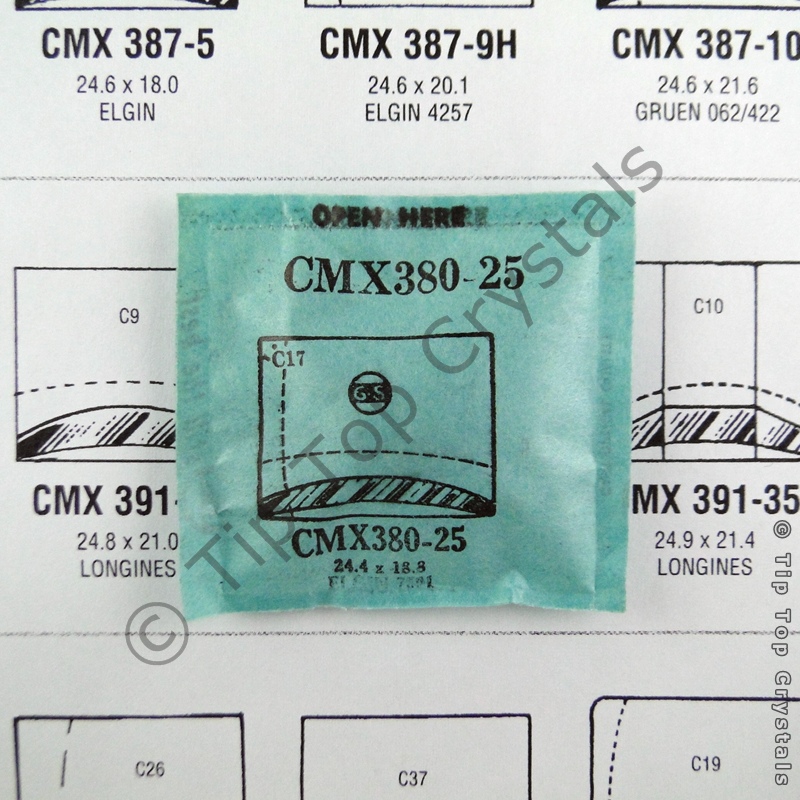 CMX 387-5
24.6 x 18.0
ELGIN
CMX 387-9H
24.6 x 20.1
ELGIN 4257
CMX 387-10
24.6 x 21.6
GRUEN 062/422
OPEN HERE
CMX380-25
C17
G-S
CMX380-25
24.4 x 18.8
ELGIN
C9
CMX 391-
24.8 x 21.0
LONGINES
C10
MX 391-35
24.9 x 21.4
LONGINES
C26
C37
C19
© Tip Top Crystals
© Tip Top Crystals